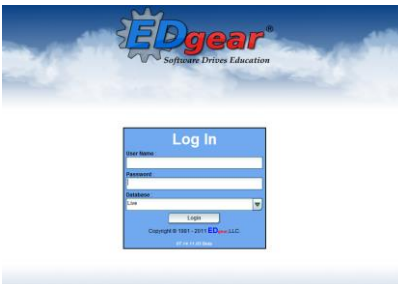 EDgear®
Software Drives Education
Log In
User Name
Password
Database
Live
Login
Copyright © 1991 - 2011 EDgear, LLC.